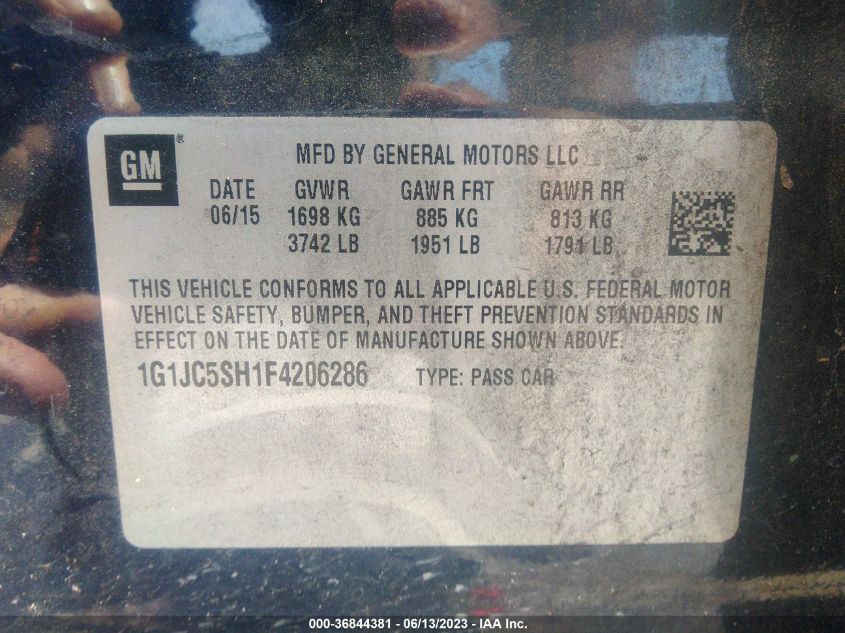 GM®
MFD BY GENERAL MOTORS LLC
DATE GVWR GAWR FRT GAWR RR
06/15 1698 KG 885 KG 813 KG
3742 LB 1951 LB 1791 LB
THIS VEHICLE CONFORMS TO ALL APPLICABLE U.S. FEDERAL MOTOR
VEHICLE SAFETY, BUMPER, AND THEFT PREVENTION STANDARDS IN
EFFECT ON THE DATE OF MANUFACTURE SHOWN ABOVE.
1G1JC5SH1F4206286 TYPE: PASS CAR
000-36844381 - 06/13/2023 - IAA Inc.